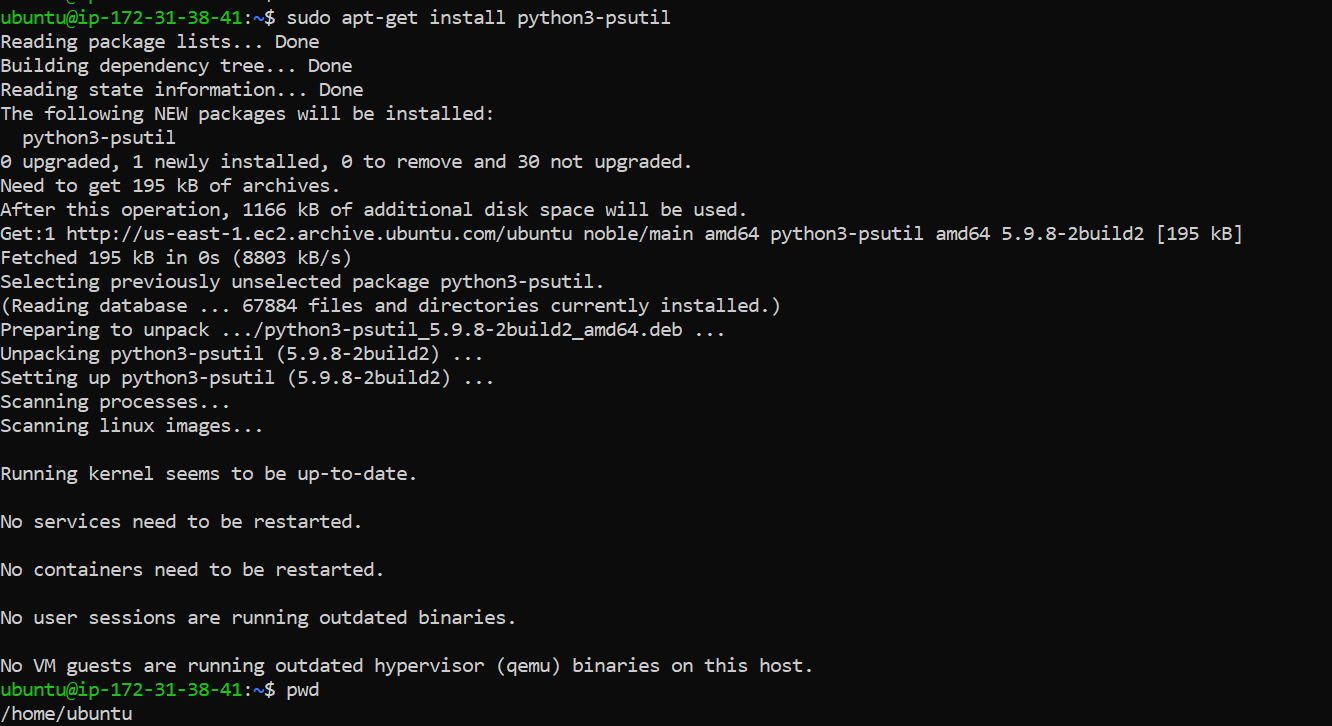 ubuntu@ip-172-31-38-41:~$ sudo apt-get install python3-psutil
Reading package lists... Done
Building dependency tree... Done
Reading state information... Done
The following NEW packages will be installed:
  python3-psutil
0 upgraded, 1 newly installed, 0 to remove and 30 not upgraded.
Need to get 195 kB of archives.
After this operation, 1166 kB of additional disk space will be used.
Get:1 http://us-east-1.ec2.archive.ubuntu.com/ubuntu noble/main amd64 python3-psutil amd64 5.9.8-2build2 [195 kB]
Fetched 195 kB in 0s (8803 kB/s)
Selecting previously unselected package python3-psutil.
(Reading database ... 67884 files and directories currently installed.)
Preparing to unpack .../python3-psutil_5.9.8-2build2_amd64.deb ...
Unpacking python3-psutil (5.9.8-2build2) ...
Setting up python3-psutil (5.9.8-2build2) ...
Scanning processes...
Scanning linux images...

Running kernel seems to be up-to-date.

No services need to be restarted.

No containers need to be restarted.

No user sessions are running outdated binaries.

No VM guests are running outdated hypervisor (qemu) binaries on this host.
ubuntu@ip-172-31-38-41:~$ pwd
/home/ubuntu